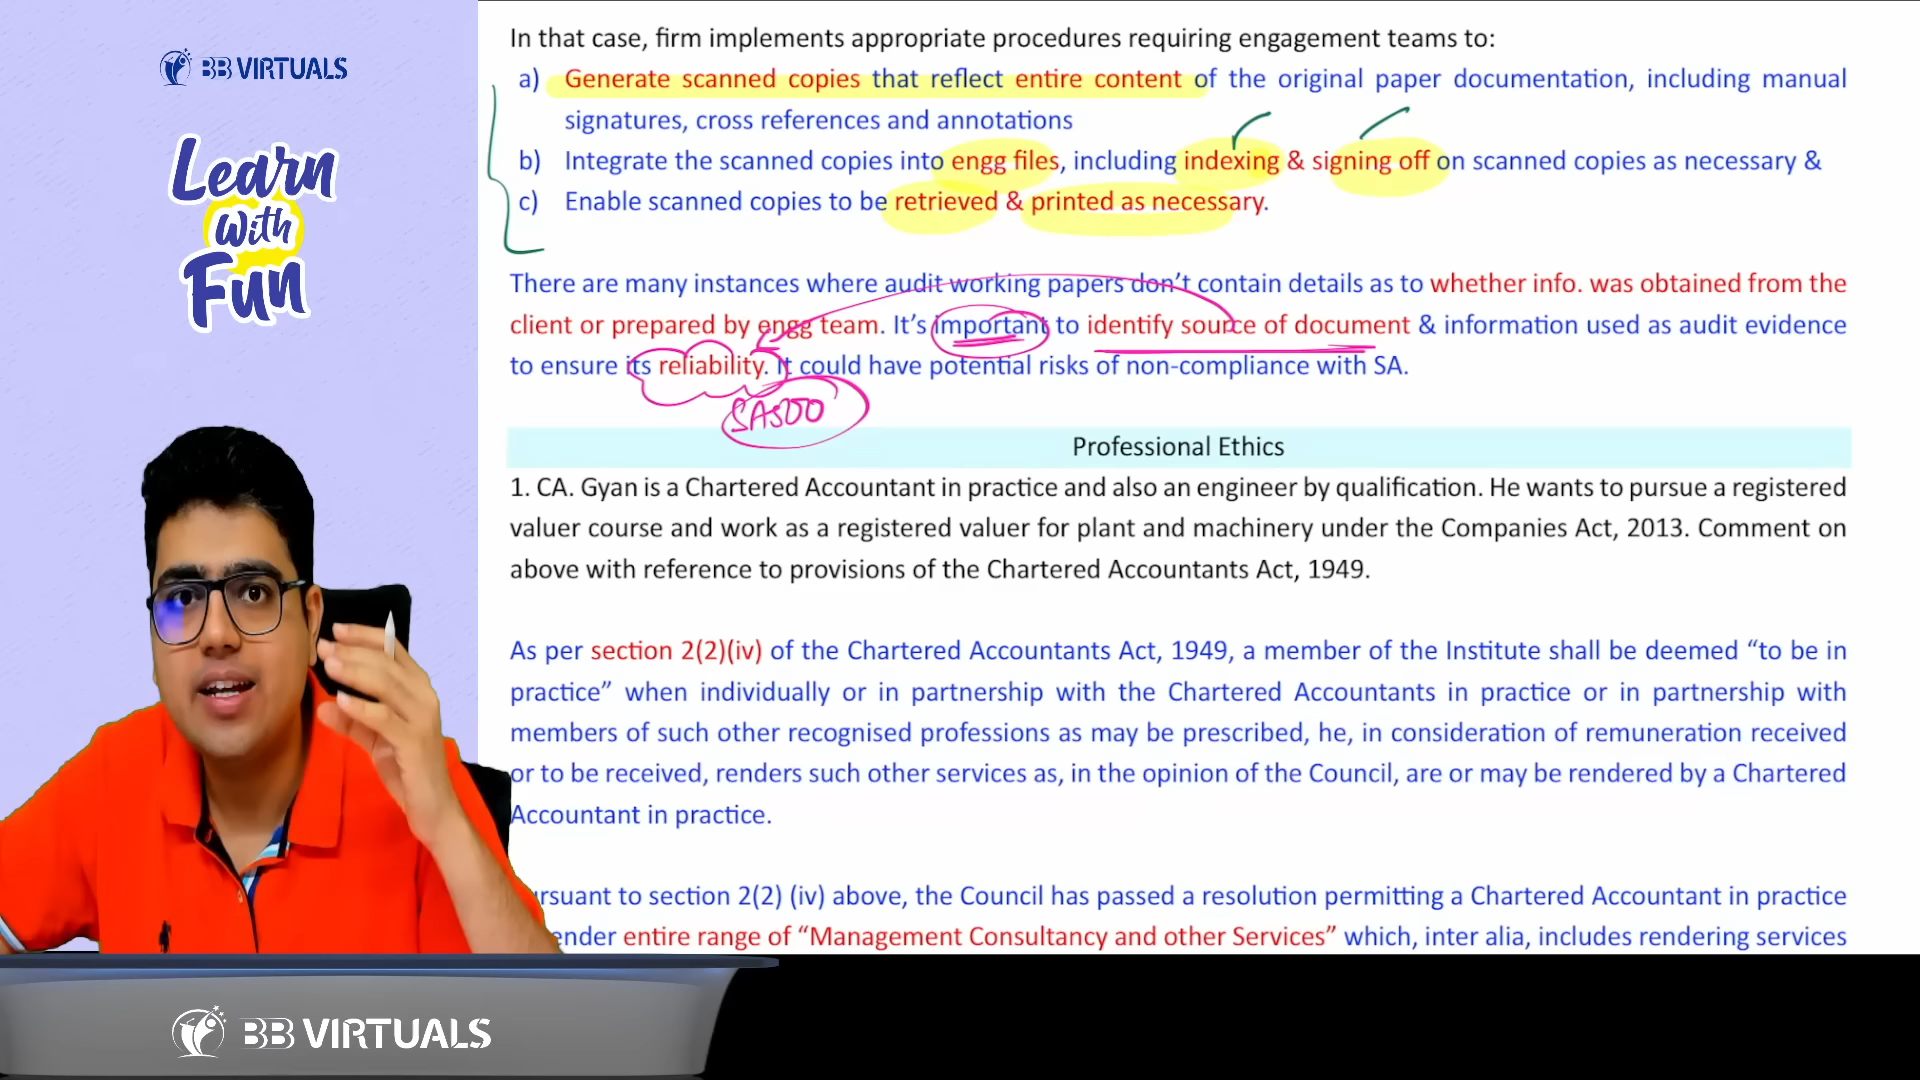 BB VIRTUALS
Learn
With
Fun
In that case, firm implements appropriate procedures requiring engagement teams to:
a) Generate scanned copies that reflect entire content of the original paper documentation, including manual
signatures, cross references and annotations
b) Integrate the scanned copies into engg files, including indexing & signing off on scanned copies as necessary &
c) Enable scanned copies to be retrieved & printed as necessary.
There are many instances where audit working papers don't contain details as to whether info. was obtained from the
client or prepared by engg team. It's important to identify source of document & information used as audit evidence
to ensure its reliability. It could have potential risks of non-compliance with SA.
SA500
Professional Ethics
1. CA. Gyan is a Chartered Accountant in practice and also an engineer by qualification. He wants to pursue a registered
valuer course and work as a registered valuer for plant and machinery under the Companies Act, 2013. Comment on
above with reference to provisions of the Chartered Accountants Act, 1949.
As per section 2(2)(iv) of the Chartered Accountants Act, 1949, a member of the Institute shall be deemed “to be in
practice” when individually or in partnership with the Chartered Accountants in practice or in partnership with
members of such other recognised professions as may be prescribed, he, in consideration of remuneration received
or to be received, renders such other services as, in the opinion of the Council, are or may be rendered by a Chartered
Accountant in practice.
rsuant to section 2(2) (iv) above, the Council has passed a resolution permitting a Chartered Accountant in practice
ender entire range of “Management Consultancy and other Services” which, inter alia, includes rendering services
BB VIRTUALS